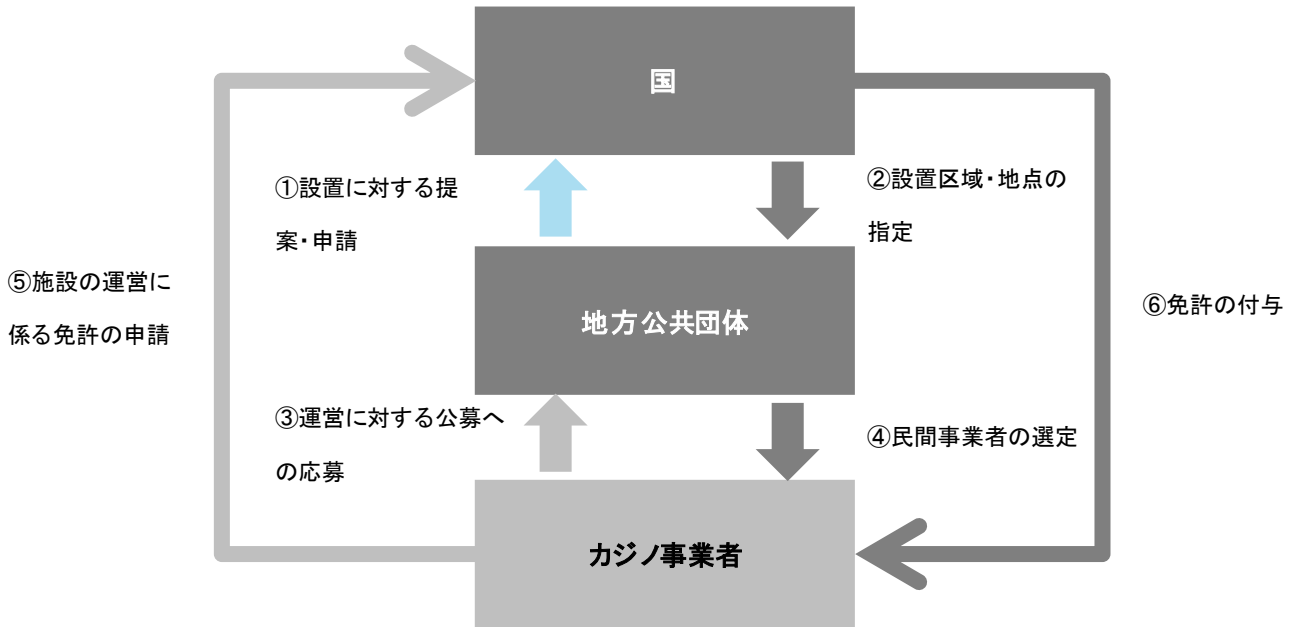 国
①設置に対する提
案・申請
②設置区域・地点の
指定
⑤施設の運営に
係る免許の申請
地方公共団体
⑥免許の付与
③運営に対する公募へ
の応募
④民間事業者の選定
カジノ事業者